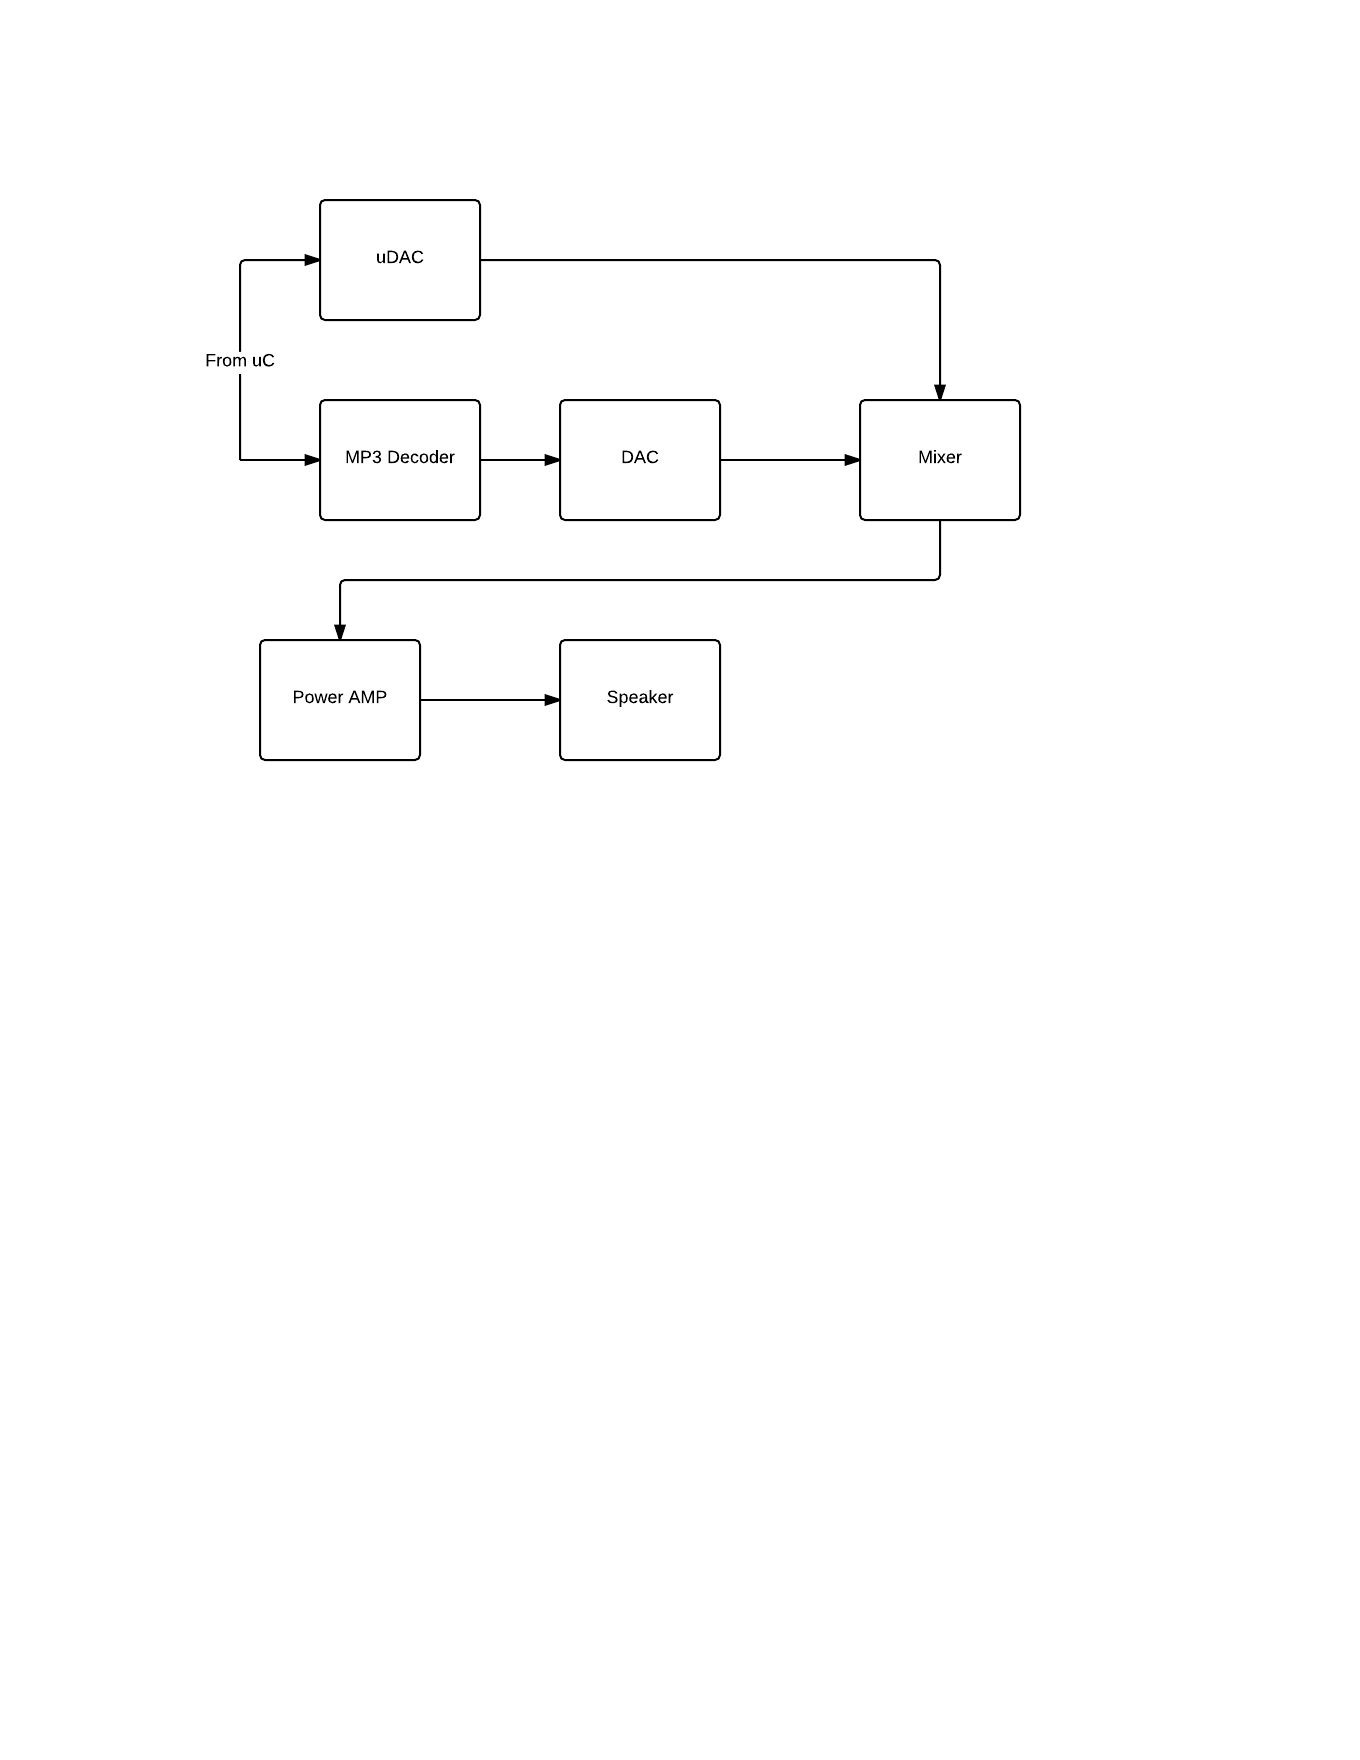 uDAC
From uC
MP3 Decoder
DAC
Mixer
Power AMP
Speaker